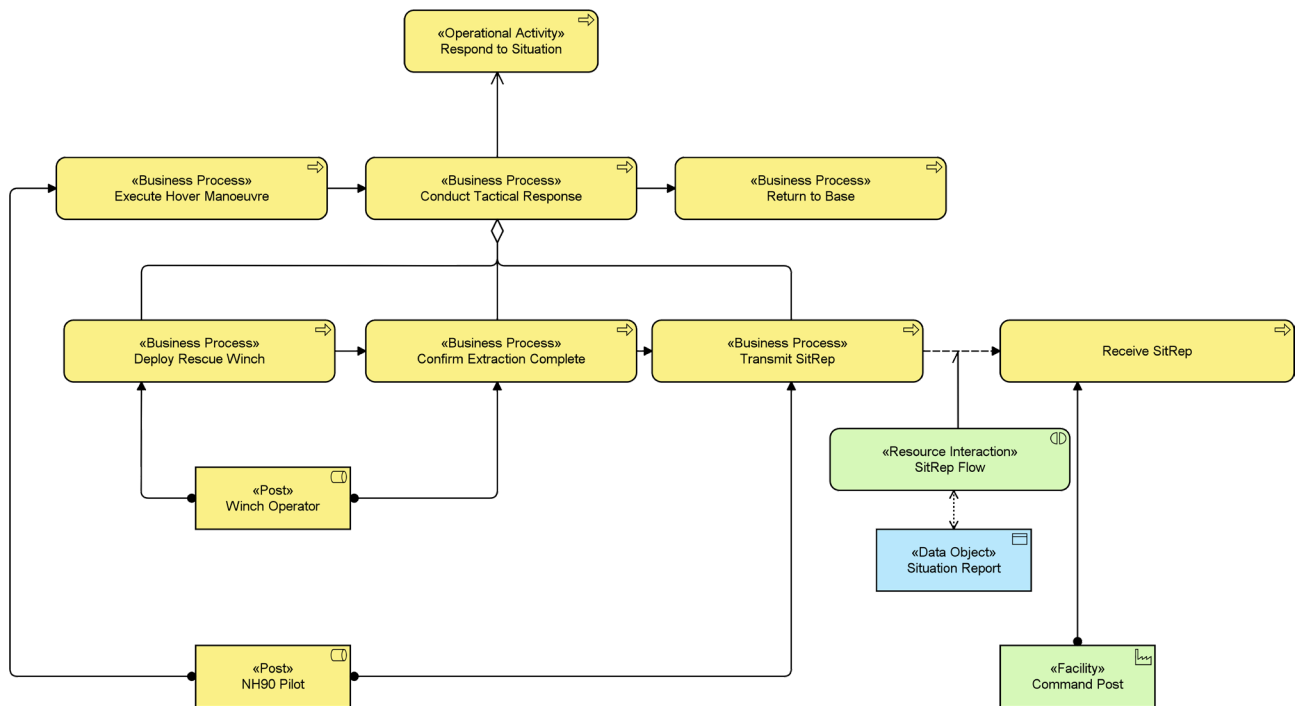 «Operational Activity»
Respond to Situation
«Business Process»
Execute Hover Manoeuvre
«Business Process»
Conduct Tactical Response
«Business Process»
Return to Base
«Business Process»
Deploy Rescue Winch
«Business Process»
Confirm Extraction Complete
«Business Process»
Transmit SitRep
Receive SitRep
«Resource Interaction»
SitRep Flow
«Post»
Winch Operator
«Data Object»
Situation Report
«Post»
NH90 Pilot
«Facility»
Command Post